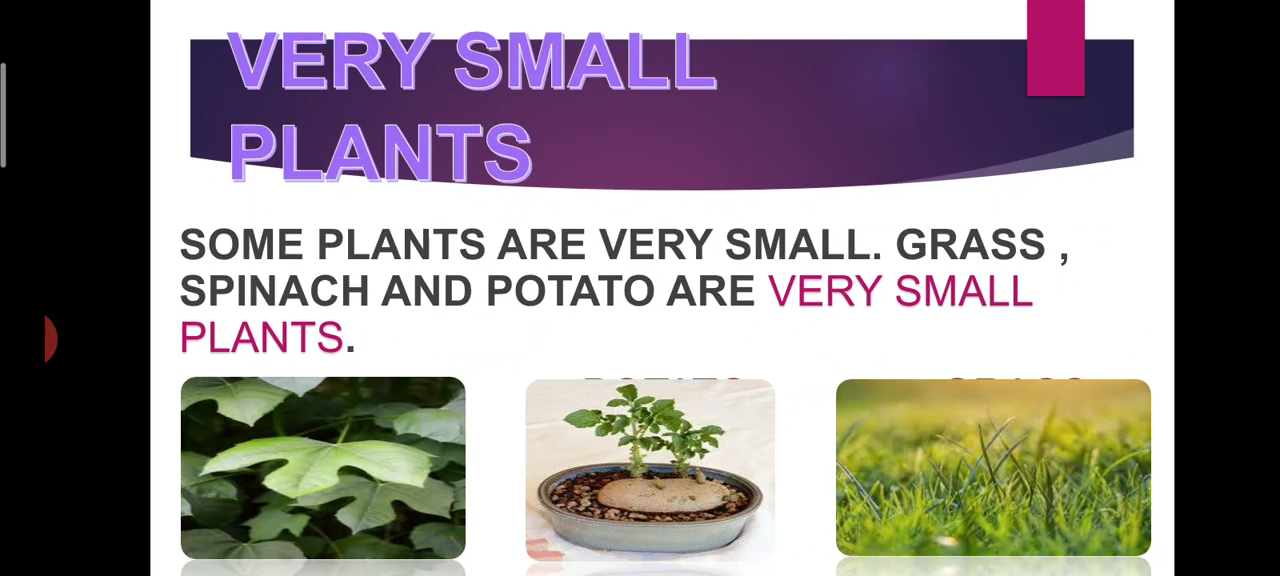 VERY SMALL
PLANTS
SOME PLANTS ARE VERY SMALL. GRASS ,
SPINACH AND POTATO ARE VERY SMALL
PLANTS.